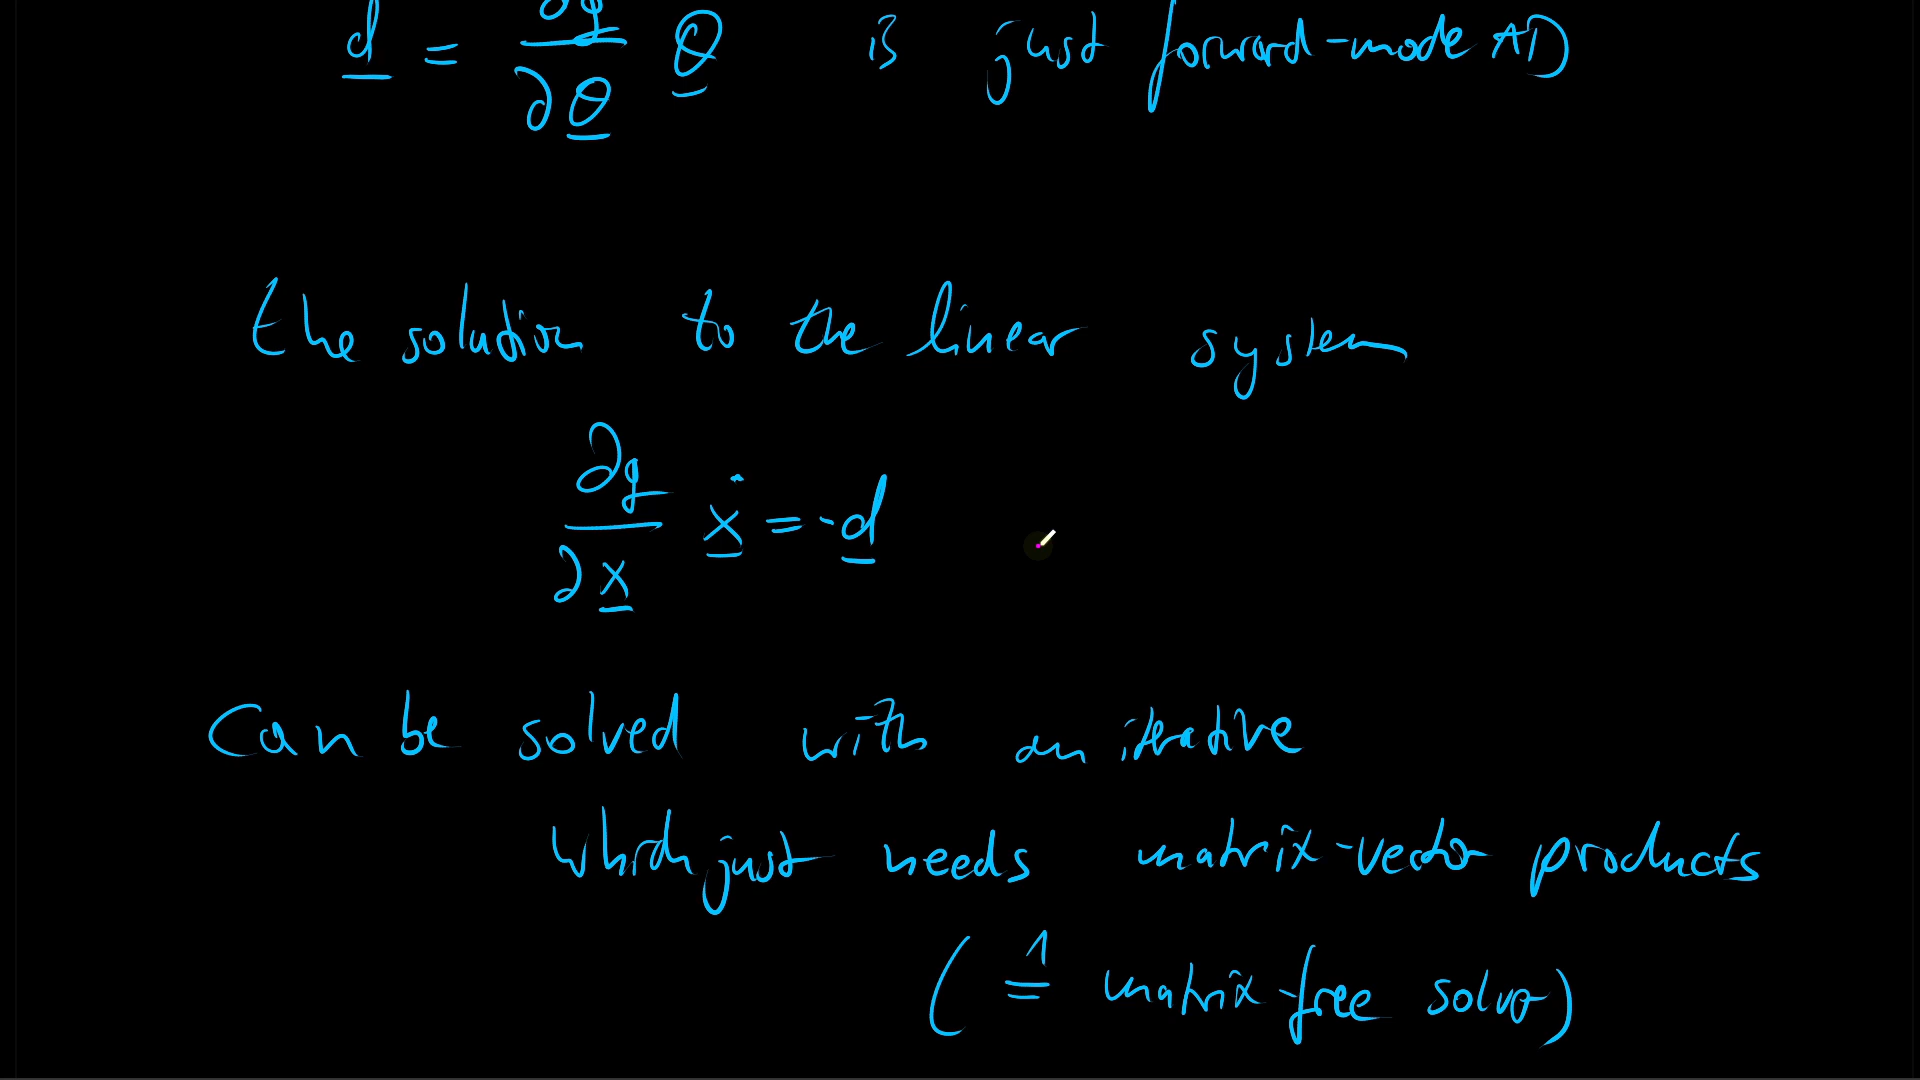 d = ∂g/∂θ θ is just forward-mode AD
the solution to the linear system
∂g/∂x ẋ = -d
Can be solved with an iterative
which just needs matrix-vector products
(≙ matrix-free solver)